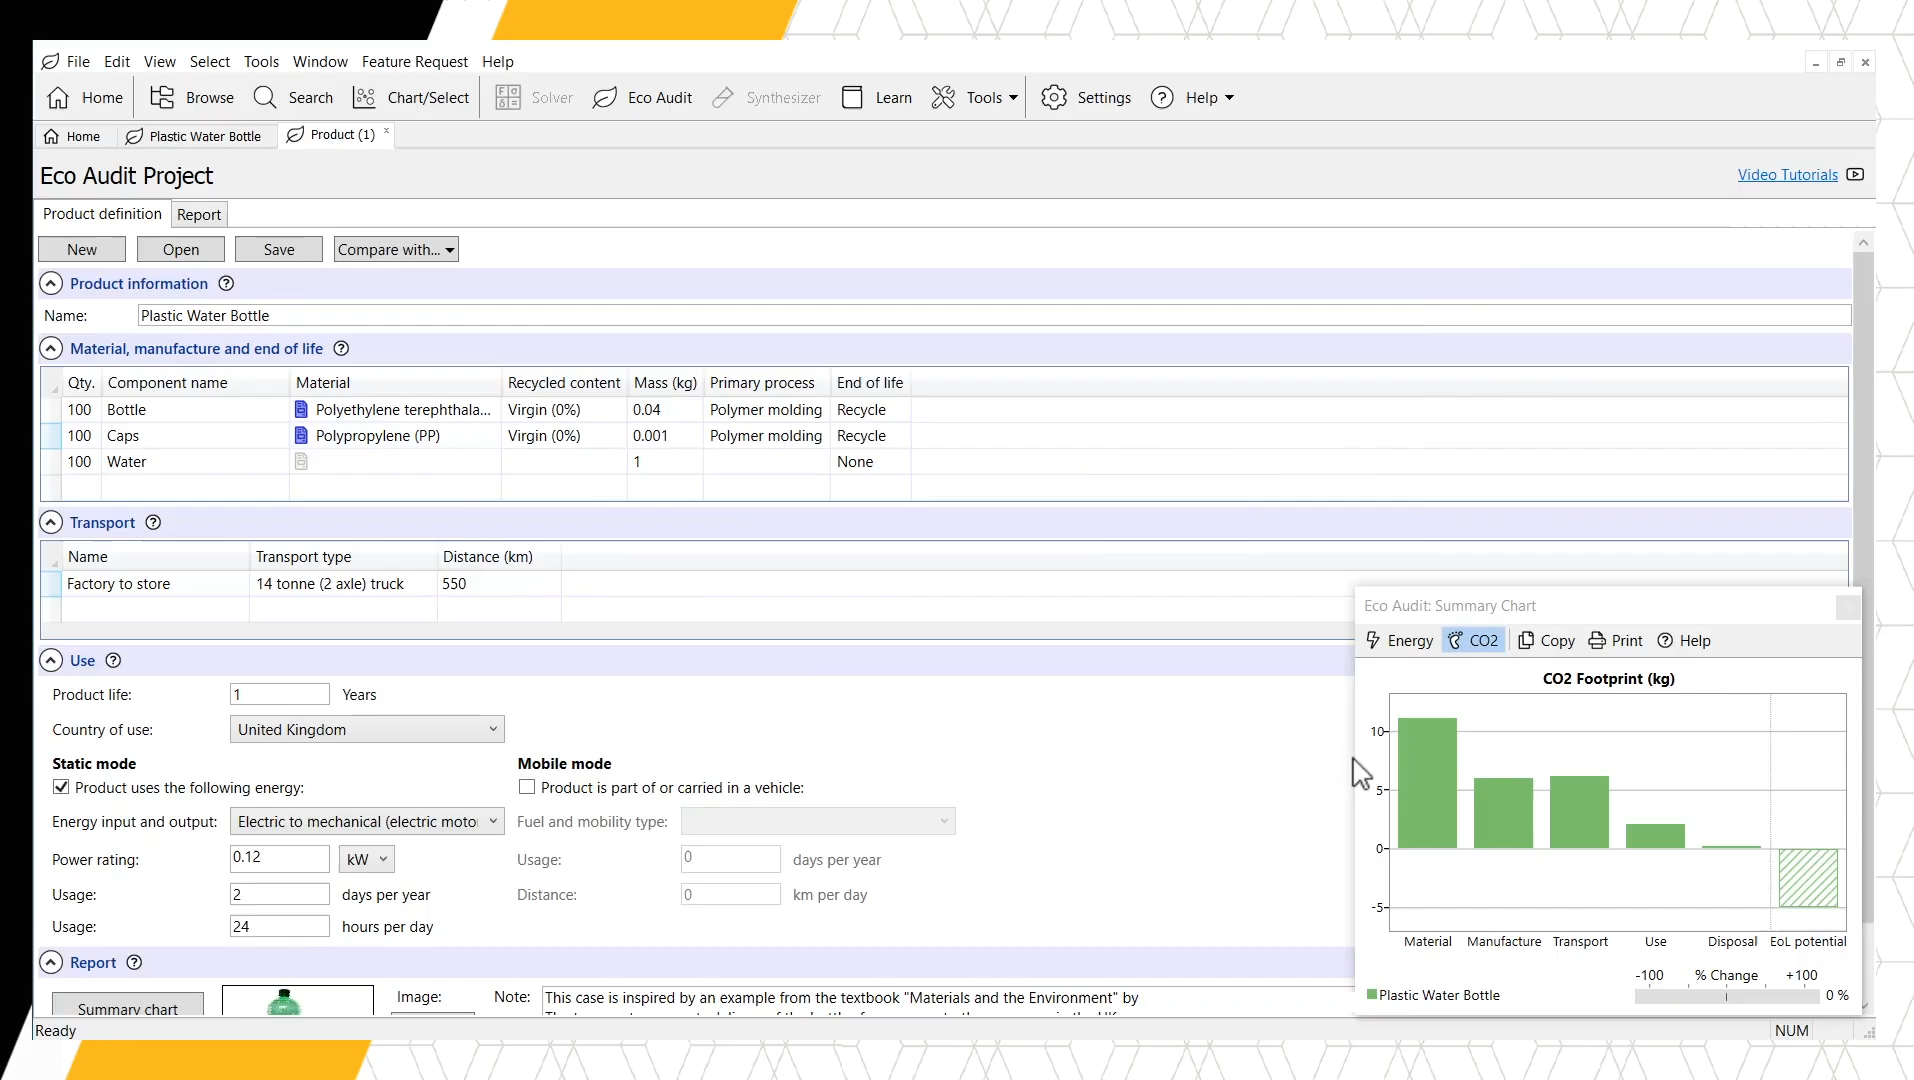 File Edit View Select Tools Window Feature Request Help
Home Browse Search Chart/Select Solver Eco Audit Synthesizer Learn Tools Settings Help
Home Plastic Water Bottle Product (1)
Eco Audit Project
Video Tutorials
Product definition Report
New Open Save Compare with...
Product information
Name: Plastic Water Bottle
Material, manufacture and end of life
Qty. Component name Material Recycled content Mass (kg) Primary process End of life
100 Bottle Polyethylene terephthala... Virgin (0%) 0.04 Polymer molding Recycle
100 Caps Polypropylene (PP) Virgin (0%) 0.001 Polymer molding Recycle
100 Water 1 None
Transport
Name Transport type Distance (km)
Factory to store 14 tonne (2 axle) truck 550
Use
Product life: 1 Years
Country of use: United Kingdom
Static mode Mobile mode
Product uses the following energy: Product is part of or carried in a vehicle:
Energy input and output: Electric to mechanical (electric moto Fuel and mobility type:
Power rating: 0.12 kW Usage: 0 days per year
Usage: 2 days per year Distance: 0 km per day
Usage: 24 hours per day
Report
Summary chart Image: Note: This case is inspired by an example from the textbook "Materials and the Environment" by
Ready
NUM
Eco Audit: Summary Chart
Energy CO2 Copy Print Help
CO2 Footprint (kg)
10
5
0
-5
Material Manufacture Transport Use Disposal EoL potential
-100 % Change +100
Plastic Water Bottle 0 %